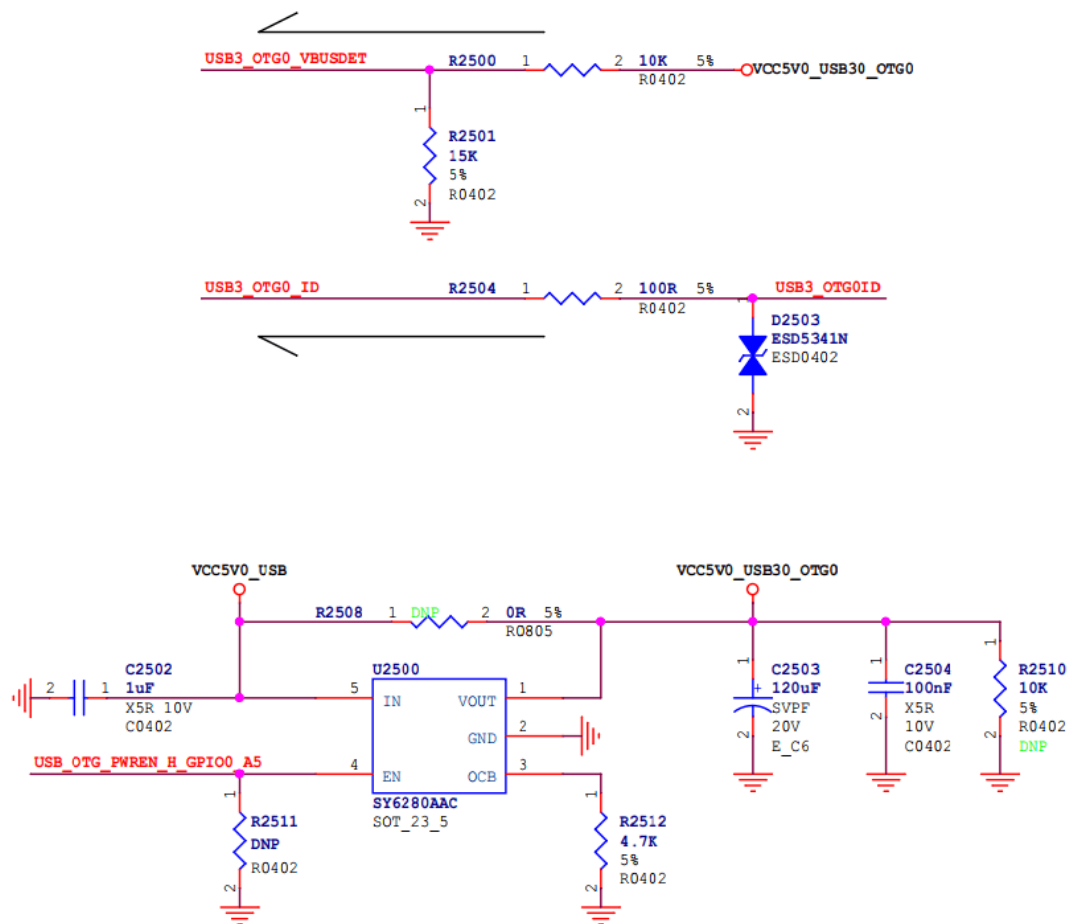 USB3_OTG0_VBUSDET
R2500 1 2 10K 5%
R0402
VCC5V0_USB30_OTG0
1
R2501
15K
5%
R0402
2
USB3_OTG0_ID
R2504 1 2 100R 5%
R0402
USB3_OTG0ID
1
D2503
ESD5341N
ESD0402
2
VCC5V0_USB
VCC5V0_USB30_OTG0
R2508 1 DNP 2 0R 5%
R0805
C2502
2 1 1uF
X5R 10V
C0402
U2500
5 IN VOUT 1
GND 2
4 EN OCB 3
SY6280AAC
SOT_23_5
USB_OTG_PWREN_H_GPIO0_A5
1
R2511
DNP
R0402
2
1
R2512
4.7K
5%
R0402
2
1
C2503
+
120uF
SVPF
20V
E_C6
2
1
C2504
100nF
X5R
10V
C0402
2
1
R2510
10K
5%
R0402
DNP
2